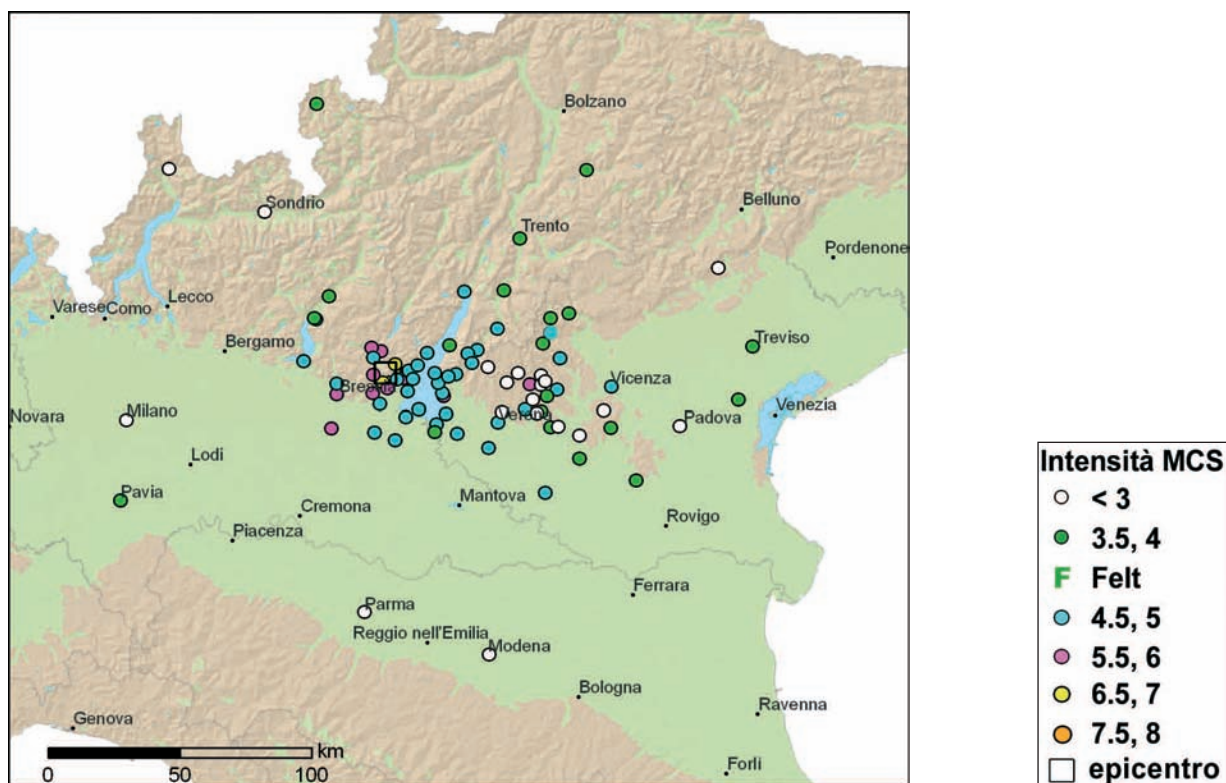 Bolzano
Sondrio
Belluno
Trento
Pordenone
Lecco
Varese Como
Treviso
Bergamo
Vicenza
Brescia
Novara
Milano
Verona
Padova
Venezia
Lodi
Pavia
Cremona
Mantova
Rovigo
Piacenza
Ferrara
Parma
Reggio nell'Emilia
Modena
Bologna
Ravenna
Genova
km
0 50 100
Forlì
Intensità MCS
< 3
3.5, 4
F Felt
4.5, 5
5.5, 6
6.5, 7
7.5, 8
epicentro